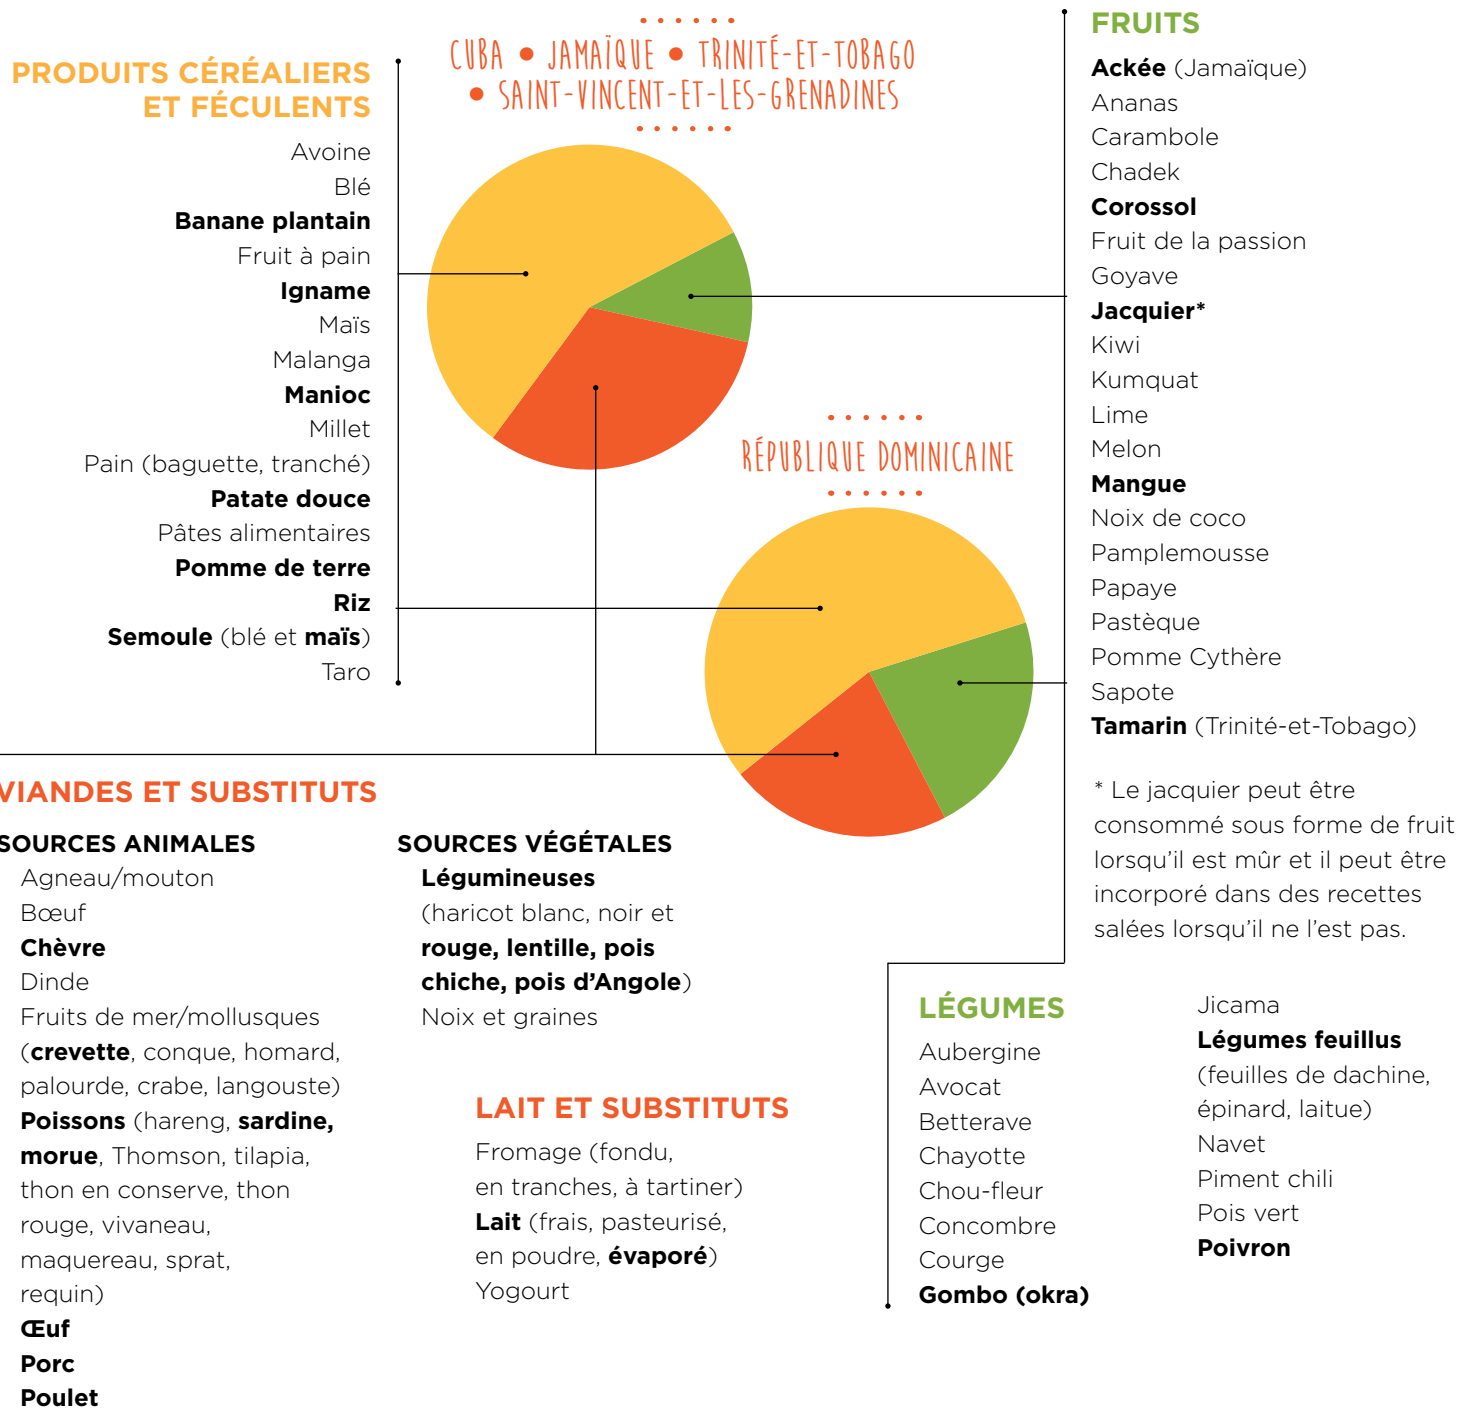 CUBA • JAMAÏQUE • TRINITÉ-ET-TOBAGO
• SAINT-VINCENT-ET-LES-GRENADINES
PRODUITS CÉRÉALIERS
ET FÉCULENTS
Avoine
Blé
Banane plantain
Fruit à pain
Igname
Maïs
Malanga
Manioc
Millet
Pain (baguette, tranché)
Patate douce
Pâtes alimentaires
Pomme de terre
Riz
Semoule (blé et maïs)
Taro
RÉPUBLIQUE DOMINICAINE
FRUITS
Ackée (Jamaïque)
Ananas
Carambole
Chadek
Corossol
Fruit de la passion
Goyave
Jacquier*
Kiwi
Kumquat
Lime
Melon
Mangue
Noix de coco
Pamplemousse
Papaye
Pastèque
Pomme Cythère
Sapote
Tamarin (Trinité-et-Tobago)
* Le jacquier peut être
consommé sous forme de fruit
lorsqu’il est mûr et il peut être
incorporé dans des recettes
salées lorsqu’il ne l’est pas.
VIANDES ET SUBSTITUTS
SOURCES ANIMALES
Agneau/mouton
Bœuf
Chèvre
Dinde
Fruits de mer/mollusques
(crevette, conque, homard,
palourde, crabe, langouste)
Poissons (hareng, sardine,
morue, Thomson, tilapia,
thon en conserve, thon
rouge, vivaneau,
maquereau, sprat,
requin)
Œuf
Porc
Poulet
SOURCES VÉGÉTALES
Légumineuses
(haricot blanc, noir et
rouge, lentille, pois
chiche, pois d’Angole)
Noix et graines
LAIT ET SUBSTITUTS
Fromage (fondu,
en tranches, à tartiner)
Lait (frais, pasteurisé,
en poudre, évaporé)
Yogourt
LÉGUMES
Aubergine
Avocat
Betterave
Chayotte
Chou-fleur
Concombre
Courge
Gombo (okra)
Jicama
Légumes feuillus
(feuilles de dachine,
épinard, laitue)
Navet
Piment chili
Pois vert
Poivron